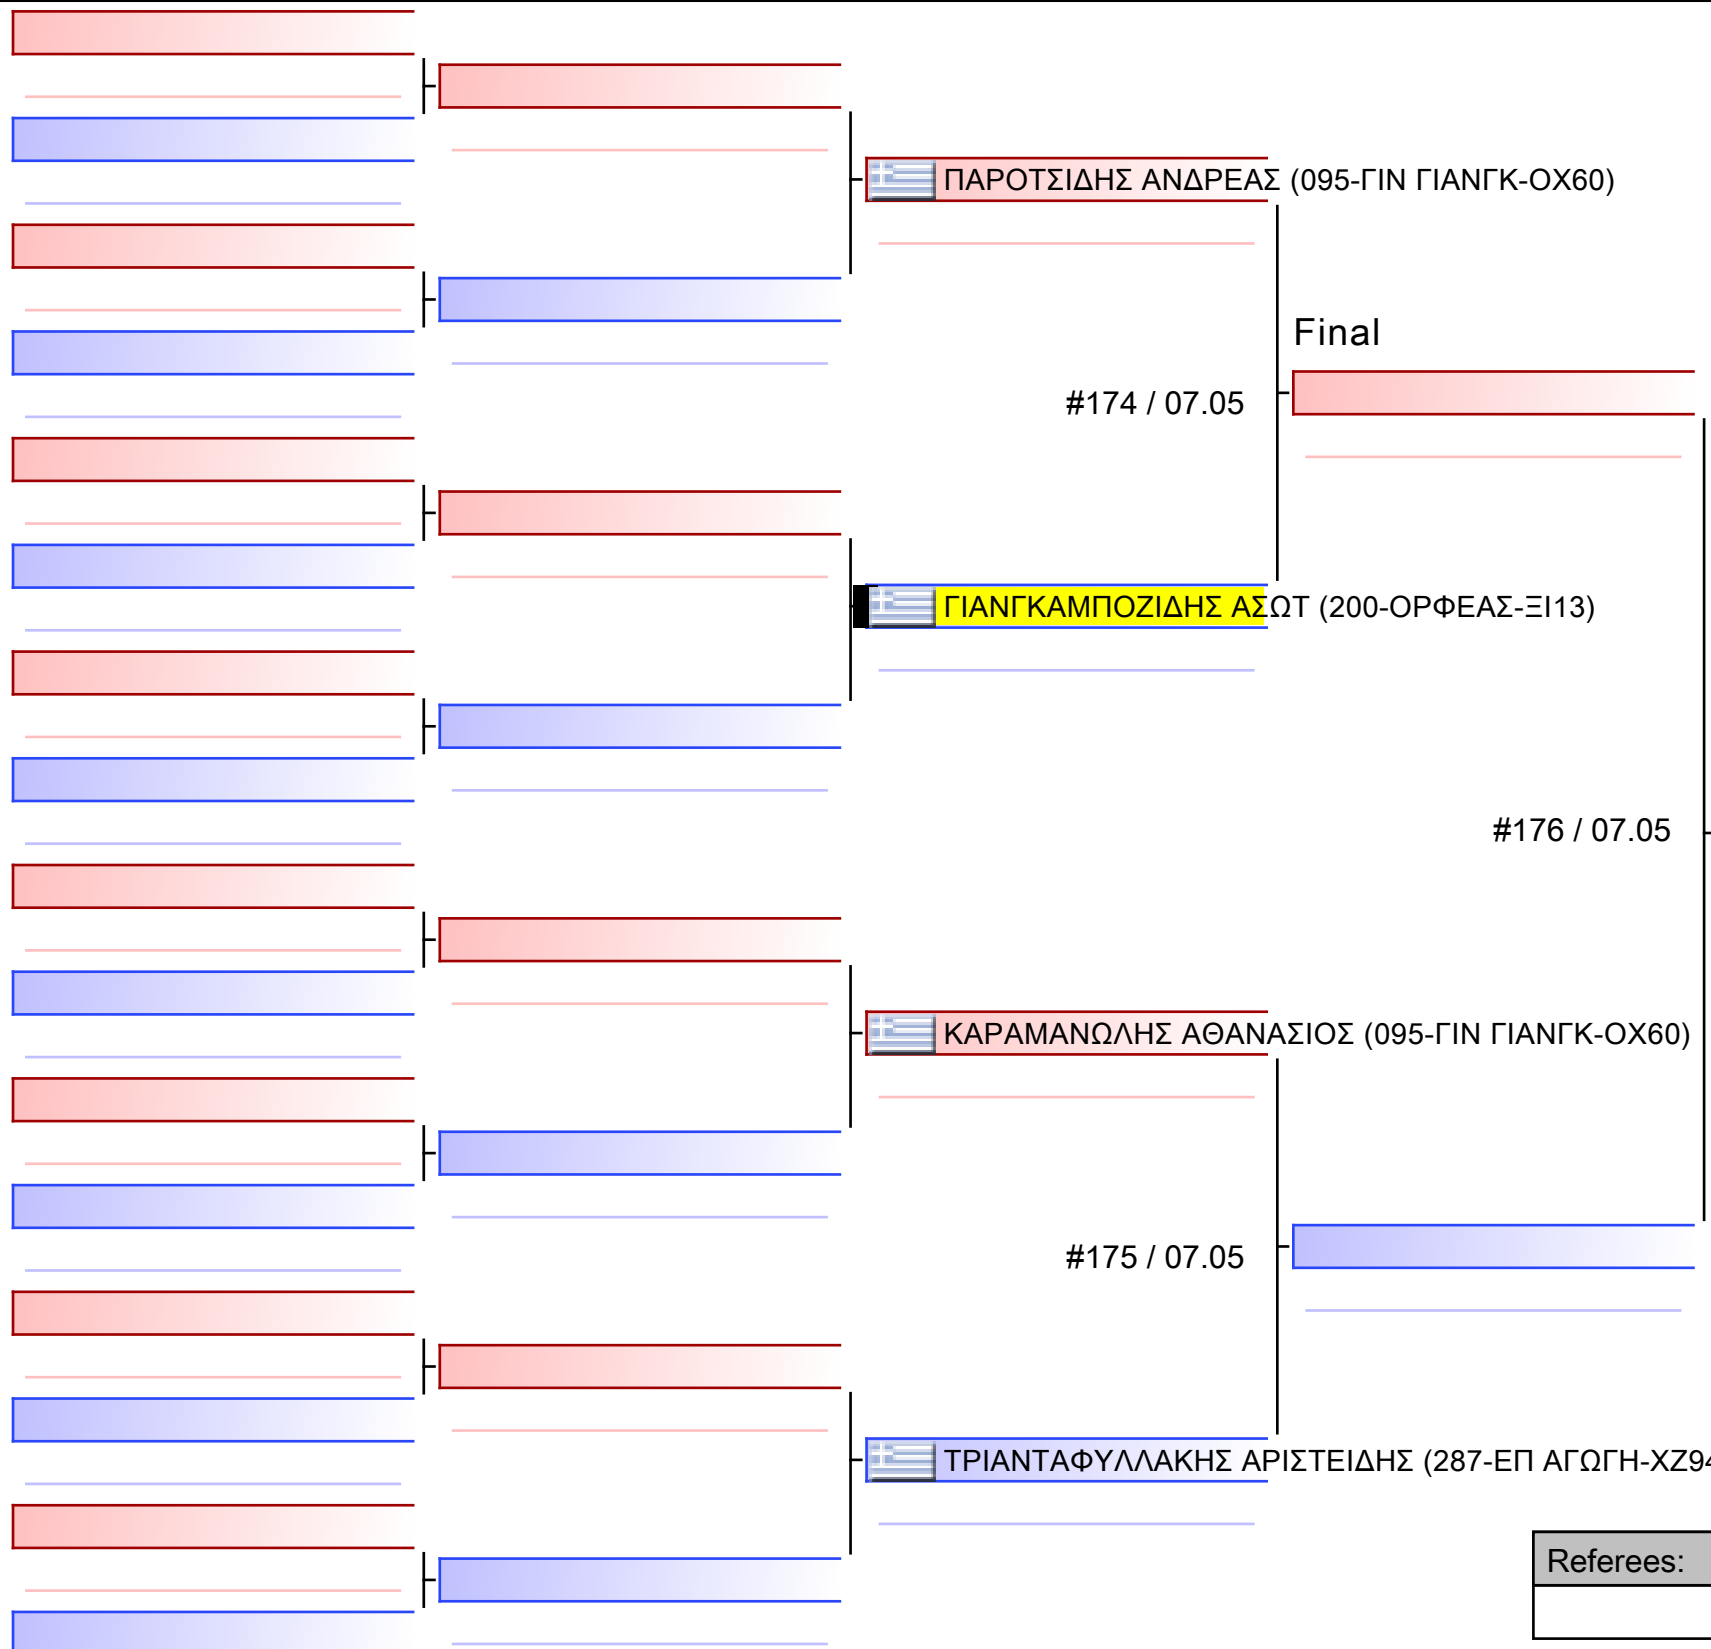 ΠΑΡΟΤΣΙΔΗΣ ΑΝΔΡΕΑΣ (095-ΓΙΝ ΓΙΑΝΓΚ-ΟΧ60)
Final
#174 / 07.05
ΓΙΑΝΓΚΑΜΠΟΖΙΔΗΣ ΑΣΩΤ (200-ΟΡΦΕΑΣ-ΞΙ13)
#176 / 07.05
ΚΑΡΑΜΑΝΩΛΗΣ ΑΘΑΝΑΣΙΟΣ (095-ΓΙΝ ΓΙΑΝΓΚ-ΟΧ60)
#175 / 07.05
ΤΡΙΑΝΤΑΦΥΛΛΑΚΗΣ ΑΡΙΣΤΕΙΔΗΣ (287-ΕΠ ΑΓΩΓΗ-ΧΖ94
Referees: